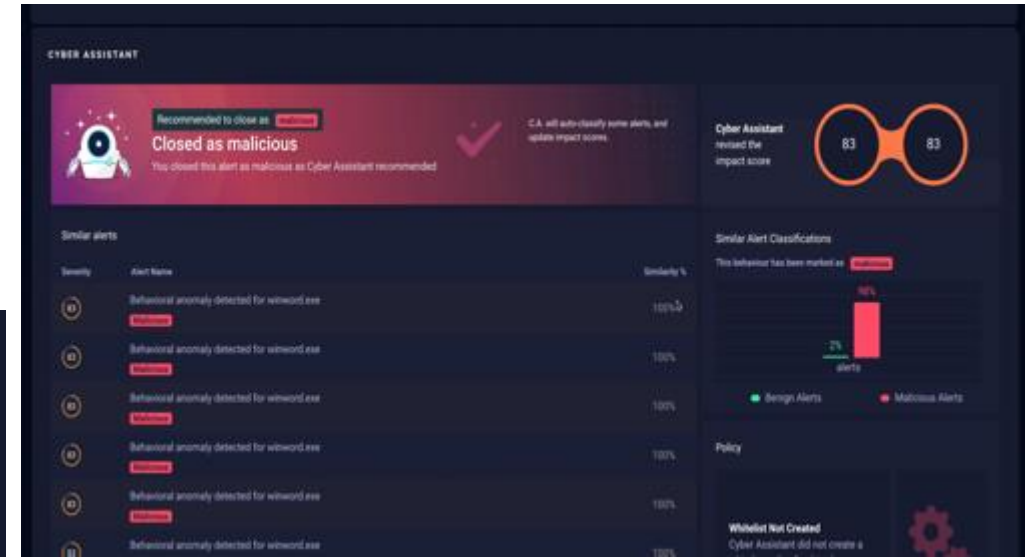 CYBER ASSISTANT
Recommended to close as malicious
Closed as malicious
You closed this alert as malicious as Cyber Assistant recommended
C.A. will auto-classify some alerts, and
update impact scores.
Cyber Assistant
revised the
impact score
83
83
Similar alerts
Severity
Alert Name
Similarity %
83
Behavioral anomaly detected for winword.exe
Malicious
100%
83
Behavioral anomaly detected for winword.exe
Malicious
100%
83
Behavioral anomaly detected for winword.exe
Malicious
100%
83
Behavioral anomaly detected for winword.exe
Malicious
100%
83
Behavioral anomaly detected for winword.exe
Malicious
100%
Behavioral anomaly detected for winword.exe
100%
Similar Alert Classifications
This behaviour has been marked as malicious
98%
2%
alerts
Benign Alerts
Malicious Alerts
Policy
Whitelist Not Created
Cyber Assistant did not create a